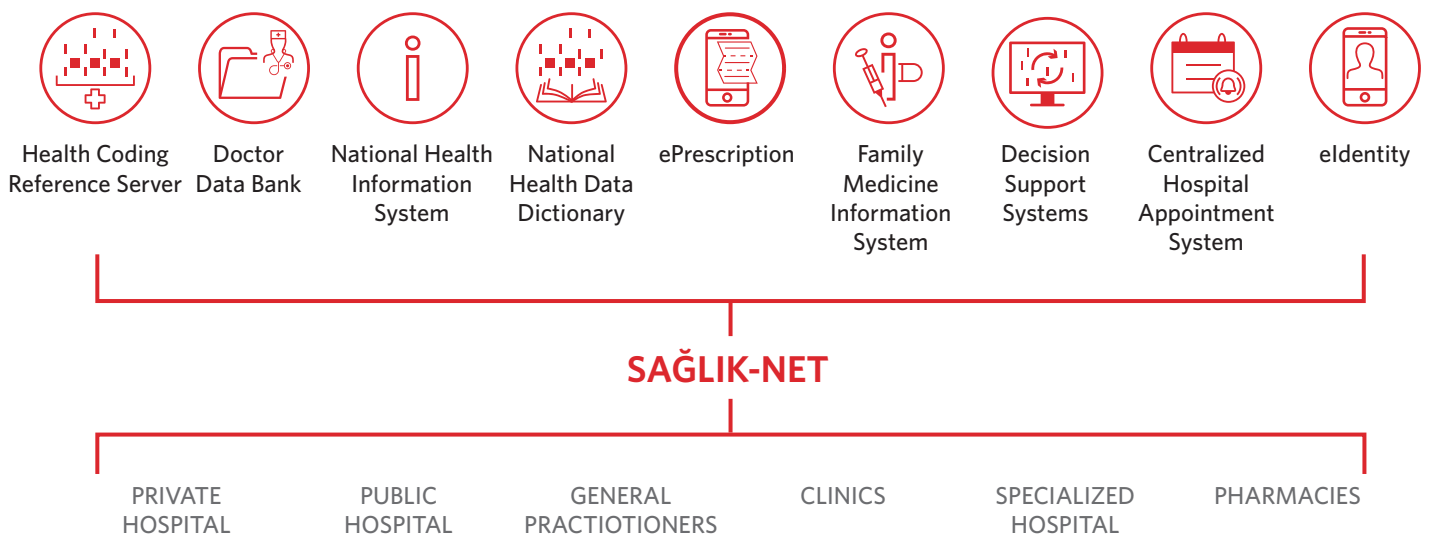 Health Coding
Reference Server
Doctor
Data Bank
National Health
Information
System
National
Health Data
Dictionary
ePrescription
Family
Medicine
Information
System
Decision
Support
Systems
Centralized
Hospital
Appointment
System
eIdentity
SAĞLIK-NET
PRIVATE
HOSPITAL
PUBLIC
HOSPITAL
GENERAL
PRACTIOTIONERS
CLINICS
SPECIALIZED
HOSPITAL
PHARMACIES